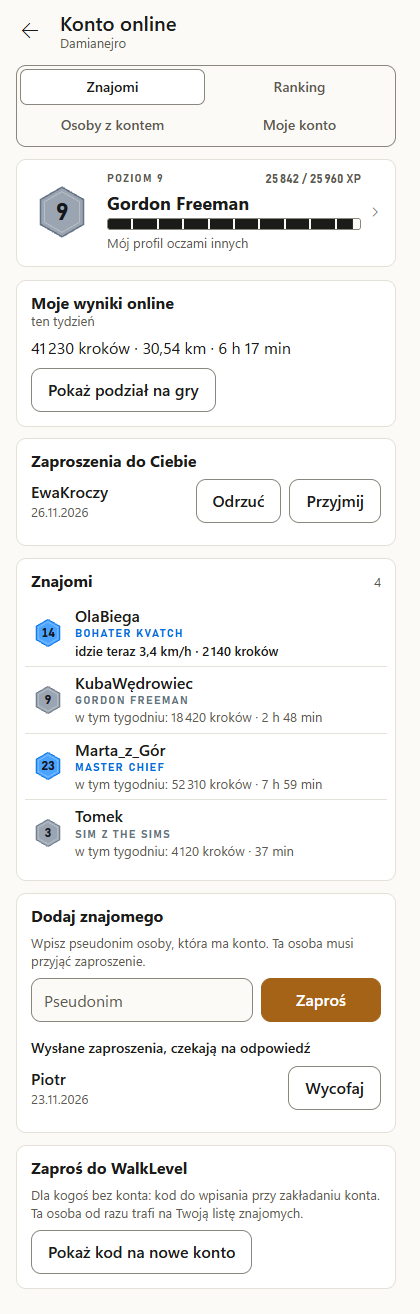 Konto online
Damianejro
Znajomi
Ranking
Osoby z kontem
Moje konto
9
POZIOM 9
25 842 / 25 960 XP
Gordon Freeman
Mój profil oczami innych
Moje wyniki online
ten tydzień
41 230 kroków · 30,54 km · 6 h 17 min
Pokaż podział na gry
Zaproszenia do Ciebie
EwaKroczy
26.11.2026
Odrzuć
Przyjmij
Znajomi
4
14
OlaBiega
BOHATER KVATCH
idzie teraz 3,4 km/h · 2140 kroków
9
KubaWędrowiec
GORDON FREEMAN
w tym tygodniu: 18 420 kroków · 2 h 48 min
23
Marta_z_Gór
MASTER CHIEF
w tym tygodniu: 52 310 kroków · 7 h 59 min
3
Tomek
SIM Z THE SIMS
w tym tygodniu: 4120 kroków · 37 min
Dodaj znajomego
Wpisz pseudonim osoby, która ma konto. Ta osoba musi
przyjąć zaproszenie.
Pseudonim
Zaproś
Wysłane zaproszenia, czekają na odpowiedź
Piotr
23.11.2026
Wycofaj
Zaproś do WalkLevel
Dla kogoś bez konta: kod do wpisania przy zakładaniu konta.
Ta osoba od razu trafi na Twoją listę znajomych.
Pokaż kod na nowe konto